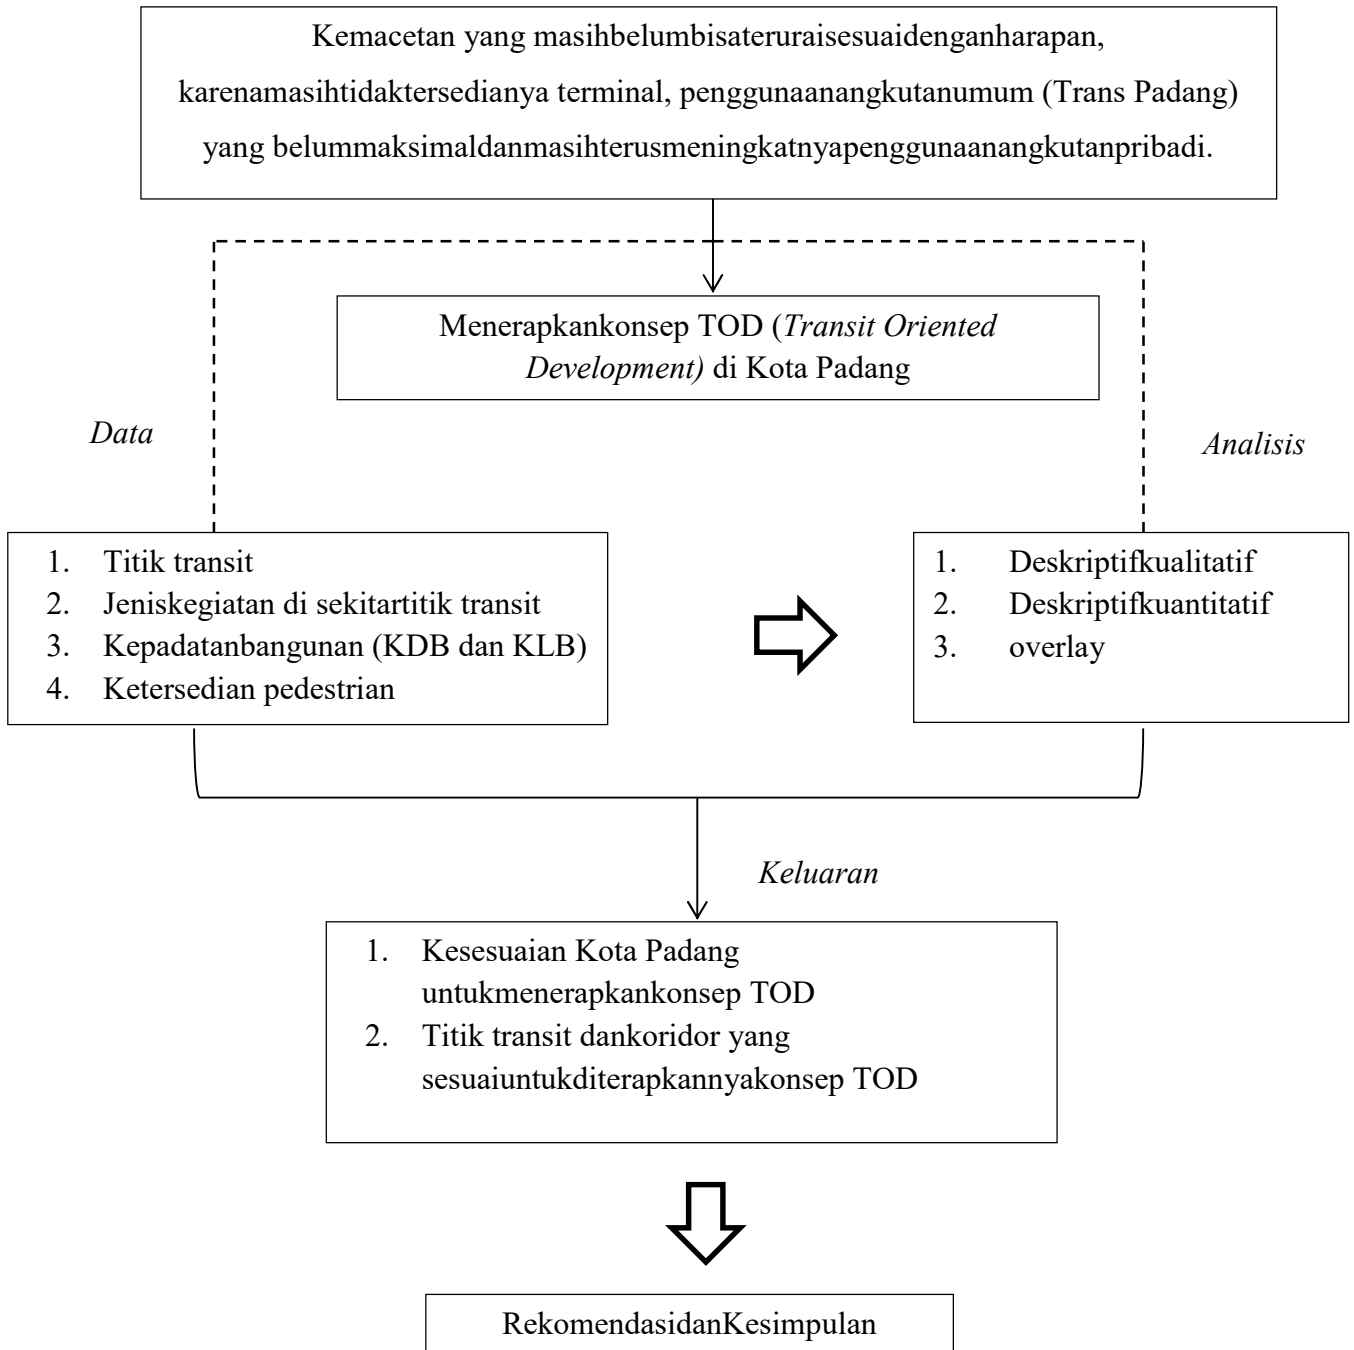 Kemacetan yang masihbelumbisateruraisesuaidenganharapan,
karenamasihtidaktersedianya terminal, penggunaanangkutanumum (Trans Padang)
yang belummaksimaldanmasihterusmeningkatnyapenggunaanangkutanpribadi.
Menerapkankonsep TOD (Transit Oriented
Development) di Kota Padang
Data
Analisis
1. Titik transit
2. Jeniskegiatan di sekitartitik transit
3. Kepadatanbangunan (KDB dan KLB)
4. Ketersedian pedestrian
1. Deskriptifkualitatif
2. Deskriptifkuantitatif
3. overlay
Keluaran
1. Kesesuaian Kota Padang
untukmenerapkankonsep TOD
2. Titik transit dankoridor yang
sesuaiuntukditerapkannyakonsep TOD
RekomendasidanKesimpulan